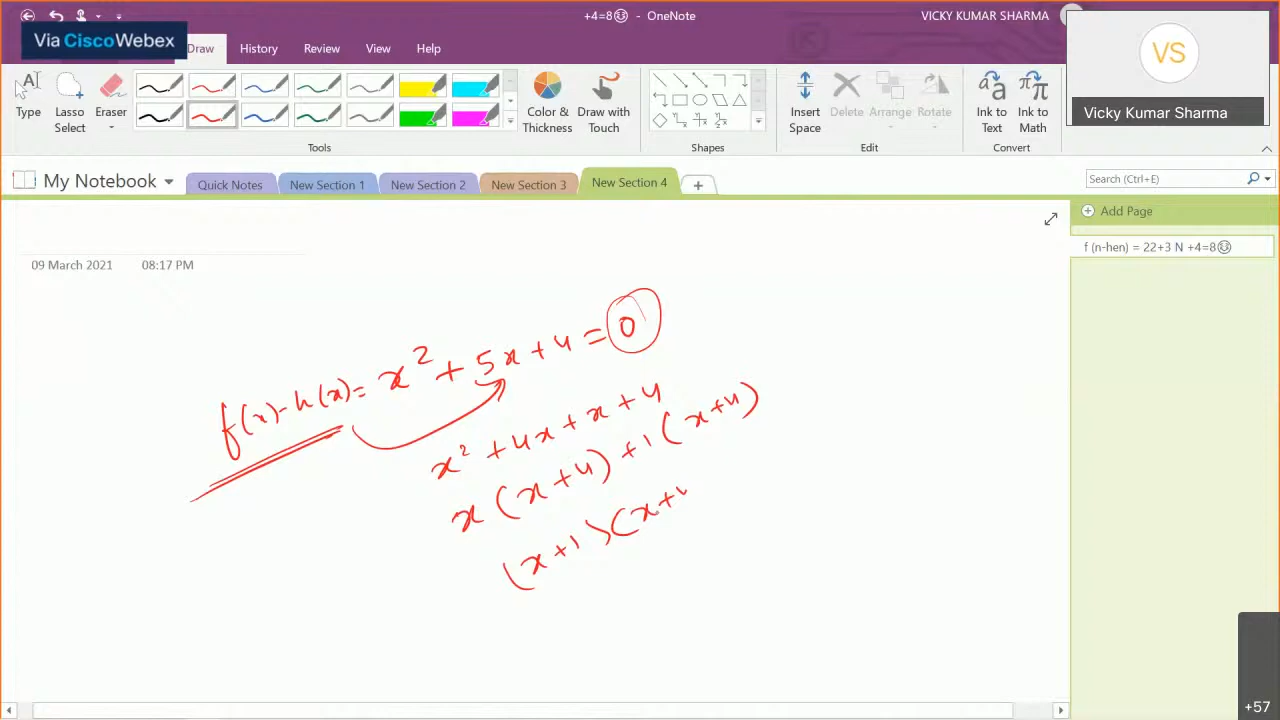 +4=8☺ - OneNote
VICKY KUMAR SHARMA
Via CiscoWebex
Draw
History
Review
View
Help
VS
Vicky Kumar Sharma
Type
Lasso Select
Eraser
Color & Thickness
Draw with Touch
Insert Space
Delete
Arrange
Rotate
Ink to Text
Ink to Math
Tools
Shapes
Edit
Convert
My Notebook
Quick Notes
New Section 1
New Section 2
New Section 3
New Section 4
Search (Ctrl+E)
Add Page
f (n-hen) = 22+3 N +4=8☺
09 March 2021 08:17 PM
f(x)-h(x)= x² + 5x+4 = 0
x² +4x+x+4
x(x+4)+1(x+4)
(x+1)(x+4
+57